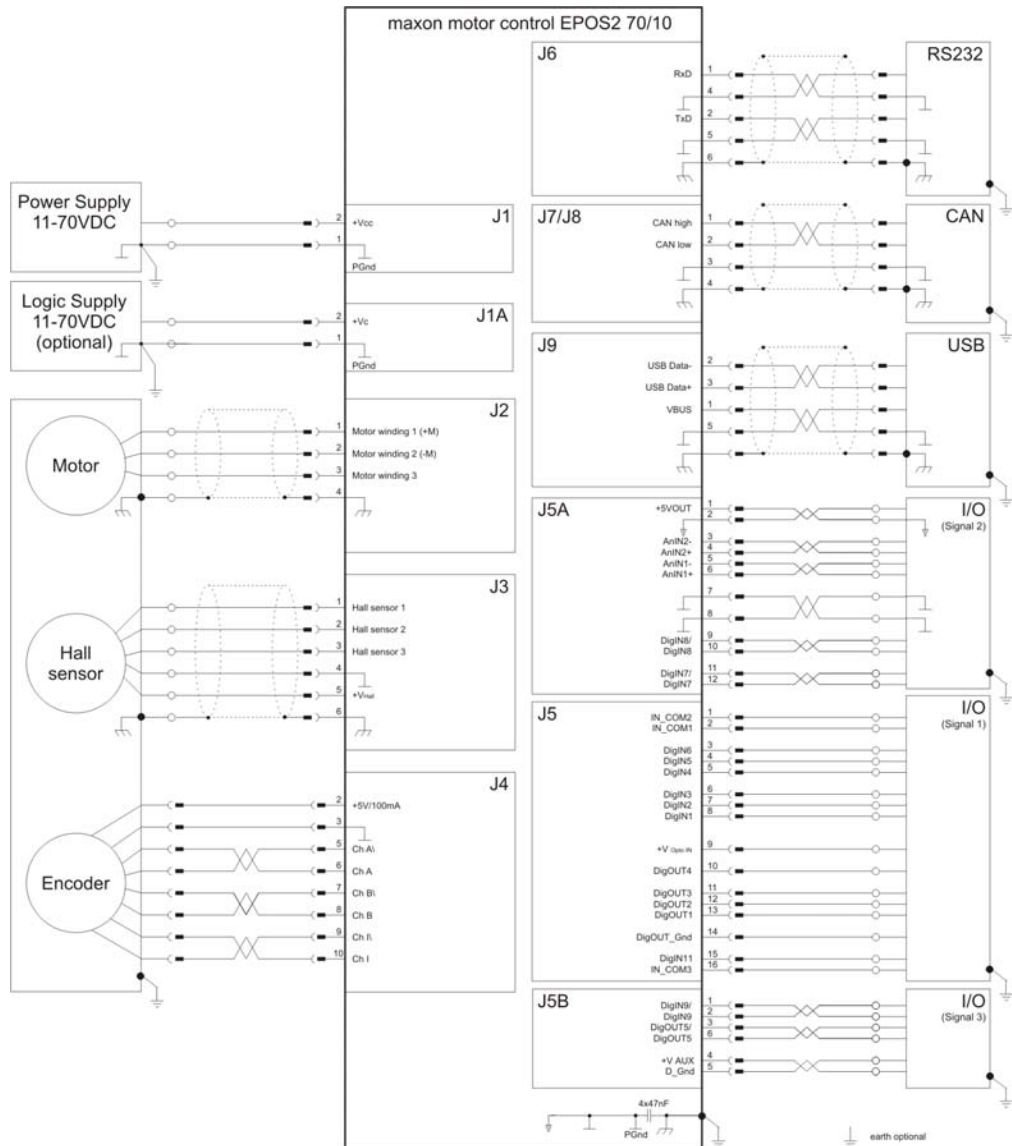 maxon motor control EPOS2 70/10
Power Supply
11-70VDC
J1
2 +Vcc
1
PGnd
Logic Supply
11-70VDC
(optional)
J1A
2 +Vc
1
PGnd
Motor
J2
1 Motor winding 1 (+M)
2 Motor winding 2 (-M)
3 Motor winding 3
4
Hall
sensor
J3
1 Hall sensor 1
2 Hall sensor 2
3 Hall sensor 3
4
5 +VHall
6
Encoder
J4
2 +5V/100mA
3
5 Ch A\
6 Ch A
7 Ch B\
8 Ch B
9 Ch I\
10 Ch I
J6
RS232
RxD 1
4
TxD 2
5
6
J7/J8
CAN
CAN high 1
CAN low 2
3
4
J9
USB
USB Data- 2
USB Data+ 3
VBUS 1
5
J5A
I/O
(Signal 2)
+5VOUT 1
2
AnIN2- 3
AnIN2+ 4
AnIN1- 5
AnIN1+ 6
7
8
DigIN8/ 9
DigIN8 10
DigIN7/ 11
DigIN7 12
J5
I/O
(Signal 1)
IN_COM2 1
IN_COM1 2
DigIN6 3
DigIN5 4
DigIN4 5
DigIN3 6
DigIN2 7
DigIN1 8
+V Opto IN 9
DigOUT4 10
DigOUT3 11
DigOUT2 12
DigOUT1 13
DigOUT_Gnd 14
DigIN11 15
IN_COM3 16
J5B
I/O
(Signal 3)
DigIN9/ 1
DigIN9 2
DigOUT5/ 3
DigOUT5 6
+V AUX 4
D_Gnd 5
4x47nF
PGnd
earth optional